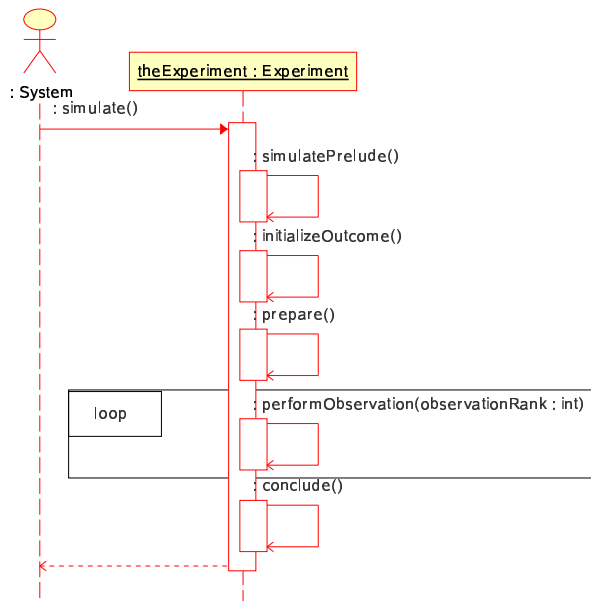 theExperiment : Experiment
: System
: simulate()
: simulatePrelude()
: initializeOutcome()
: prepare()
: performObservation(observationRank : int)
loop
: conclude()